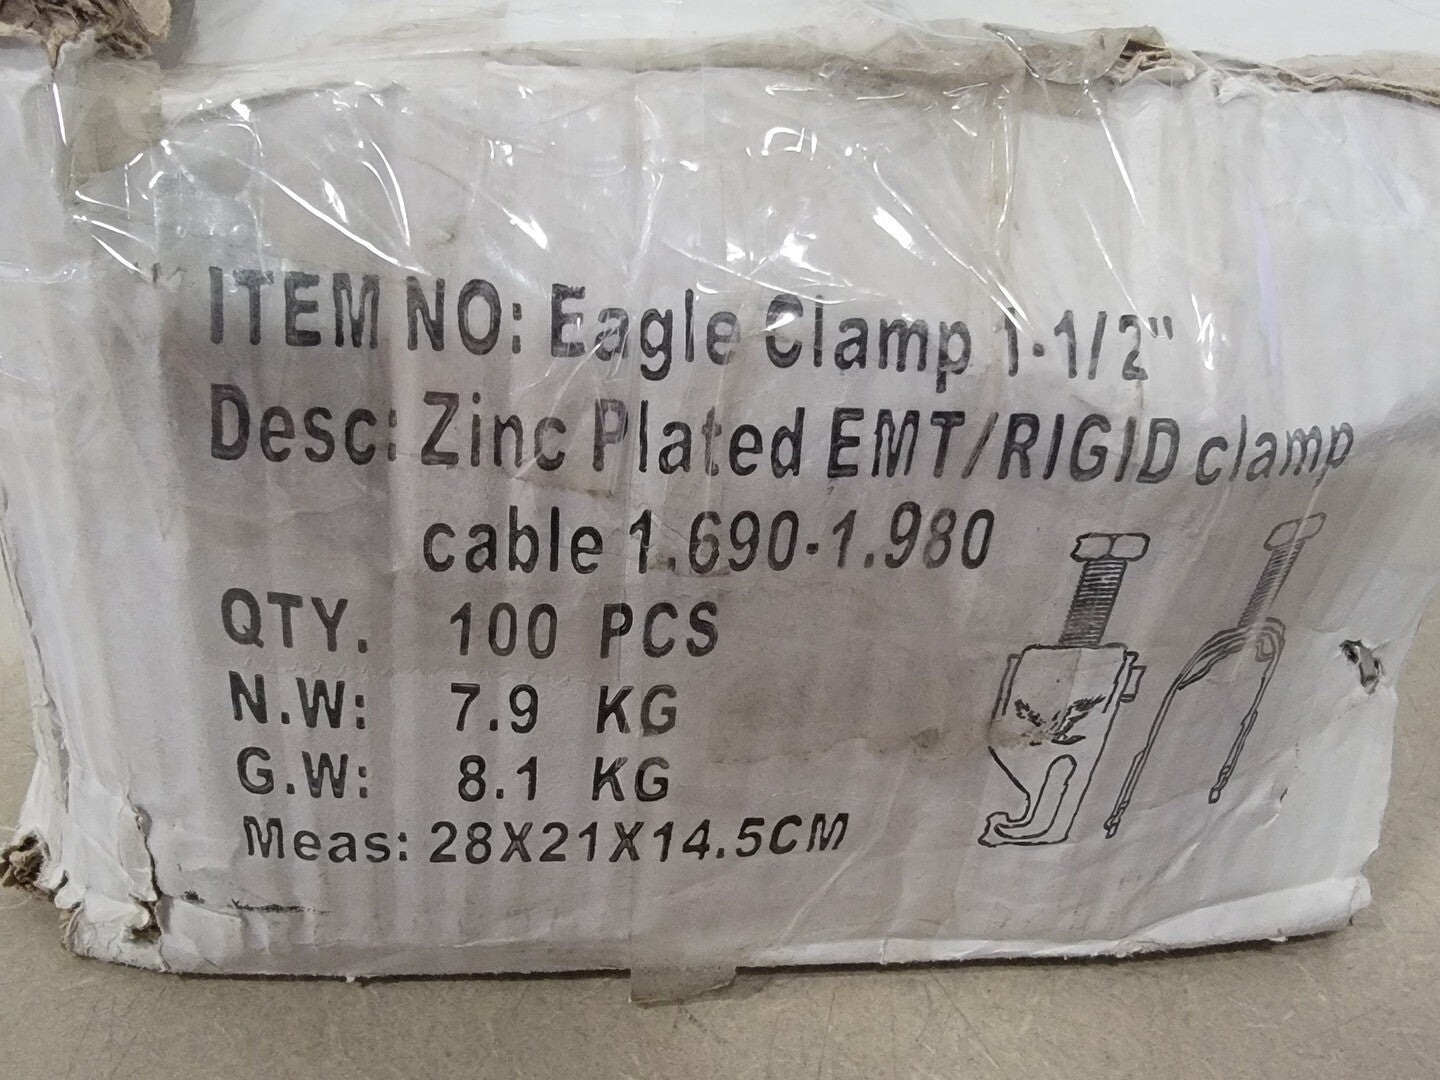 ITEM NO: Eagle Clamp 1-1/2"
Desc: Zinc Plated EMT/RIGID clamp
cable 1.690-1.980
QTY. 100 PCS
N.W: 7.9 KG
G.W: 8.1 KG
Meas: 28X21X14.5CM